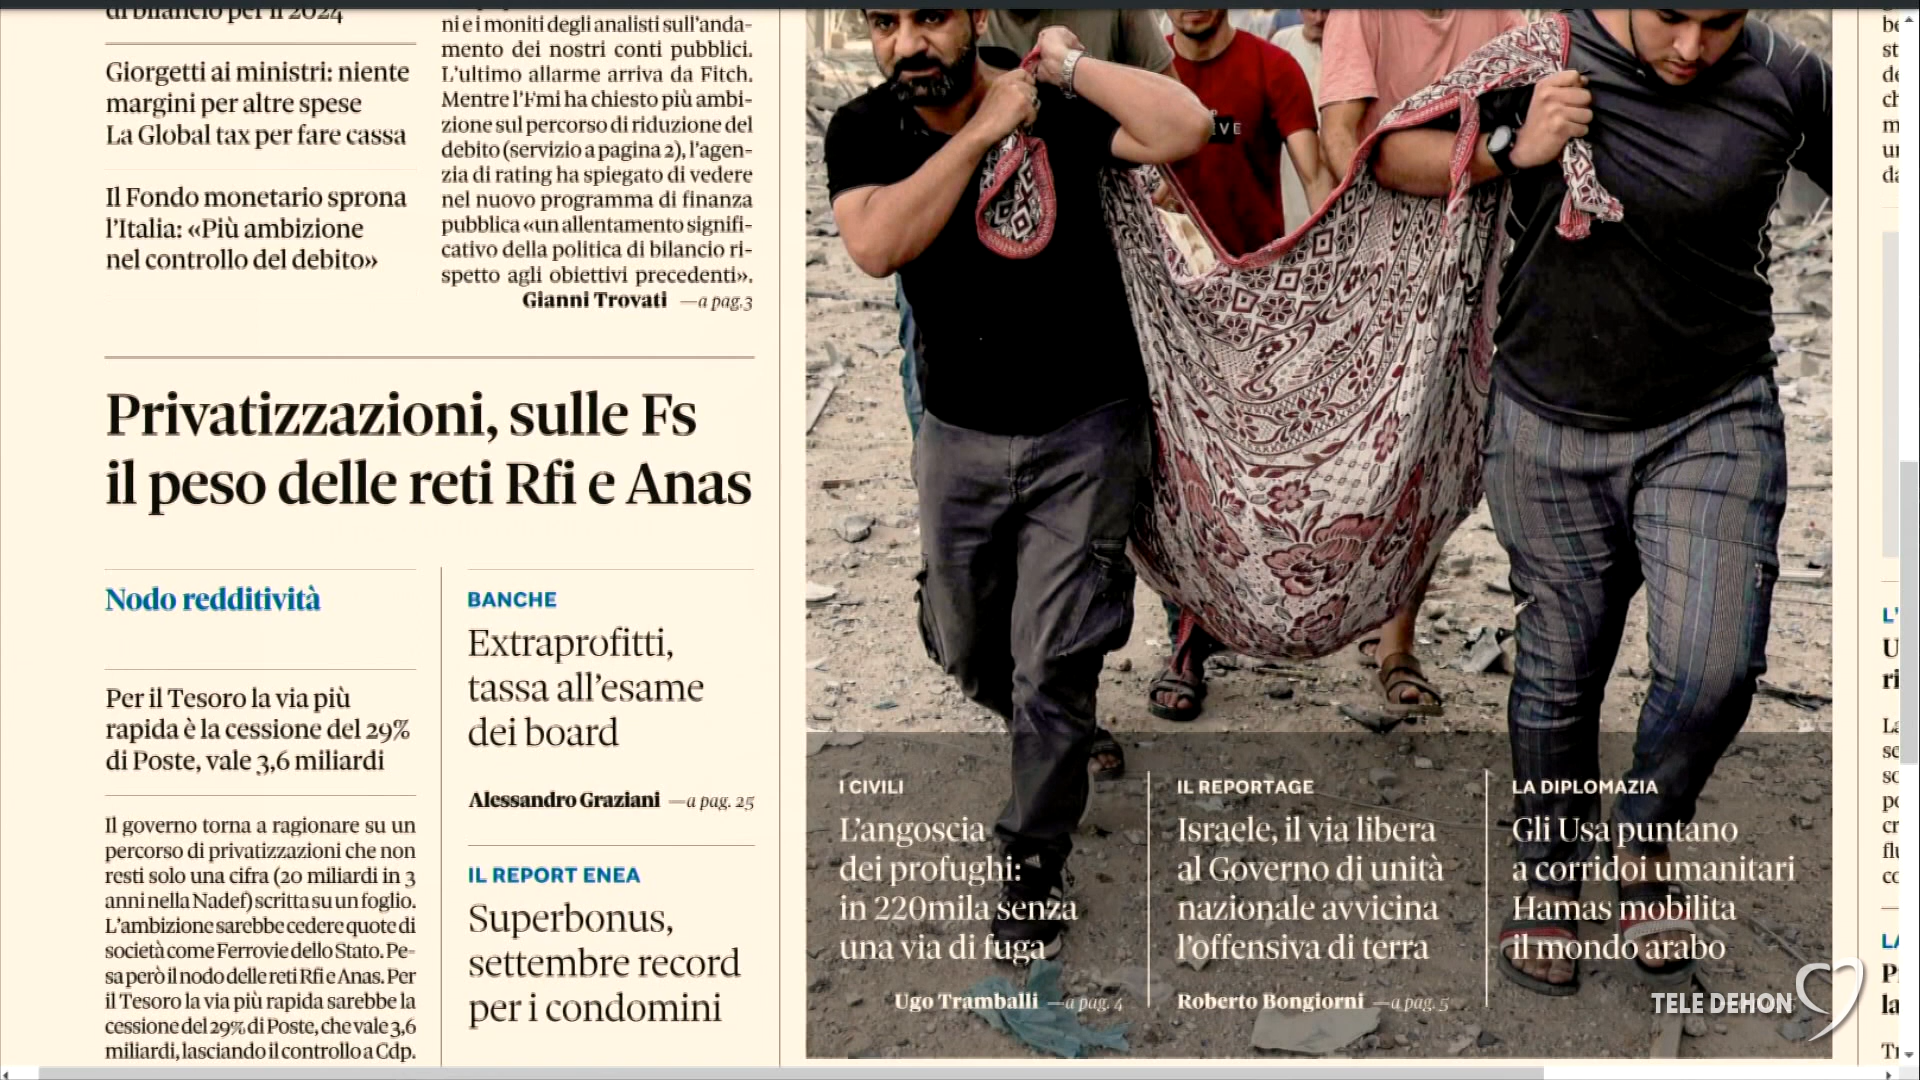 di bilancio per il 2024
Giorgetti ai ministri: niente
margini per altre spese
La Global tax per fare cassa
Il Fondo monetario sprona
l’Italia: «Più ambizione
nel controllo del debito»
ni e i moniti degli analisti sull’anda-
mento dei nostri conti pubblici.
L’ultimo allarme arriva da Fitch.
Mentre l’Fmi ha chiesto più ambi-
zione sul percorso di riduzione del
debito (servizio a pagina 2), l’agen-
zia di rating ha spiegato di vedere
nel nuovo programma di finanza
pubblica «un allentamento signifi-
cativo della politica di bilancio ri-
spetto agli obiettivi precedenti».
Gianni Trovati —a pag.3
Privatizzazioni, sulle Fs
il peso delle reti Rfi e Anas
Nodo redditività
Per il Tesoro la via più
rapida è la cessione del 29%
di Poste, vale 3,6 miliardi
Il governo torna a ragionare su un
percorso di privatizzazioni che non
resti solo una cifra (20 miliardi in 3
anni nella Nadef) scritta su un foglio.
L’ambizione sarebbe cedere quote di
società come Ferrovie dello Stato. Pe-
sa però il nodo delle reti Rfi e Anas. Per
il Tesoro la via più rapida sarebbe la
cessione del 29% di Poste, che vale 3,6
miliardi, lasciando il controllo a Cdp.
BANCHE
Extraprofitti,
tassa all’esame
dei board
Alessandro Graziani —a pag. 25
IL REPORT ENEA
Superbonus,
settembre record
per i condomini
I CIVILI
L’angoscia
dei profughi:
in 220mila senza
una via di fuga
Ugo Tramballi —a pag. 4
IL REPORTAGE
Israele, il via libera
al Governo di unità
nazionale avvicina
l’offensiva di terra
Roberto Bongiorni —a pag. 5
LA DIPLOMAZIA
Gli Usa puntano
a corridoi umanitari
Hamas mobilita
il mondo arabo
TELE DEHON